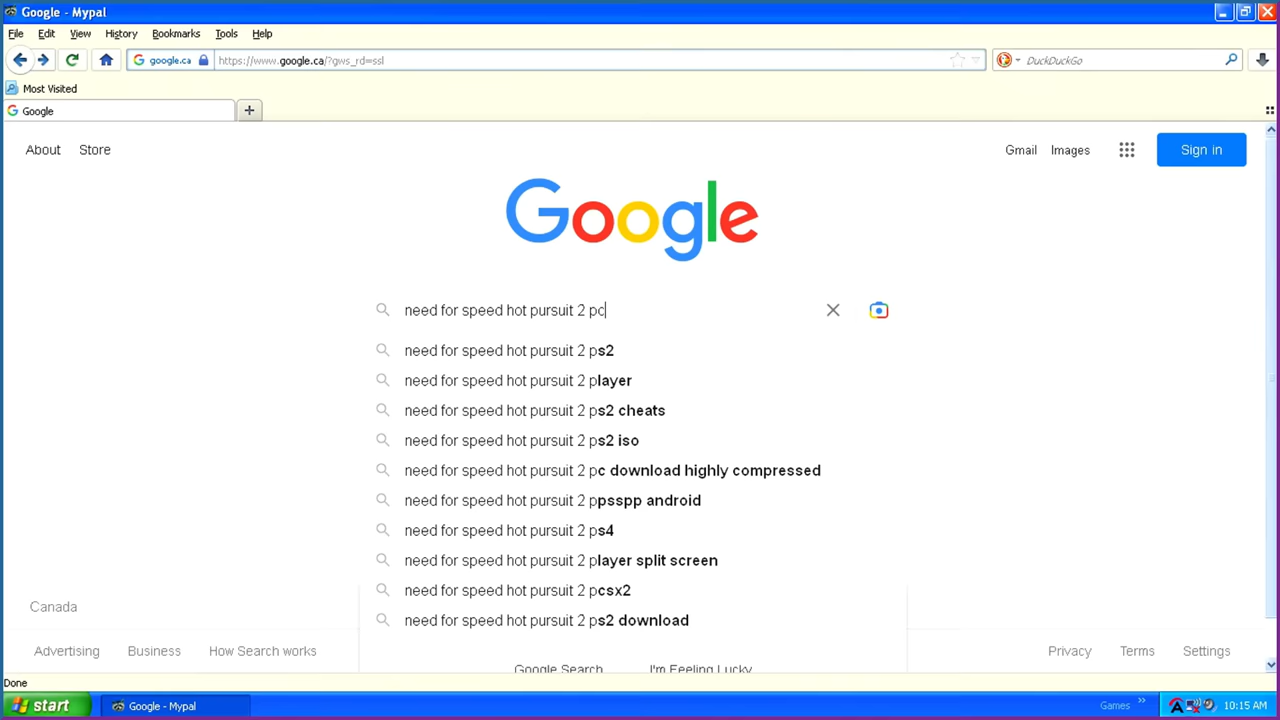 Google - Mypal
File Edit View History Bookmarks Tools Help
google.ca https://www.google.ca/?gws_rd=ssl DuckDuckGo
Most Visited
Google
About Store Gmail Images Sign in
Google
need for speed hot pursuit 2 pc
need for speed hot pursuit 2 ps2
need for speed hot pursuit 2 player
need for speed hot pursuit 2 ps2 cheats
need for speed hot pursuit 2 ps2 iso
need for speed hot pursuit 2 pc download highly compressed
need for speed hot pursuit 2 ppsspp android
need for speed hot pursuit 2 ps4
need for speed hot pursuit 2 player split screen
need for speed hot pursuit 2 pcsx2
need for speed hot pursuit 2 ps2 download
Canada
Advertising Business How Search works Privacy Terms Settings
Google Search I'm Feeling Lucky
Done
start Google - Mypal Games 10:15 AM